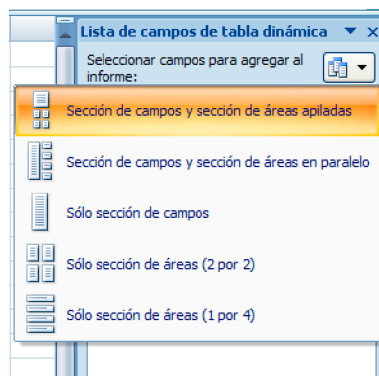 Lista de campos de tabla dinámica
Seleccionar campos para agregar al
informe:
Sección de campos y sección de áreas apiladas
Sección de campos y sección de áreas en paralelo
Sólo sección de campos
Sólo sección de áreas (2 por 2)
Sólo sección de áreas (1 por 4)